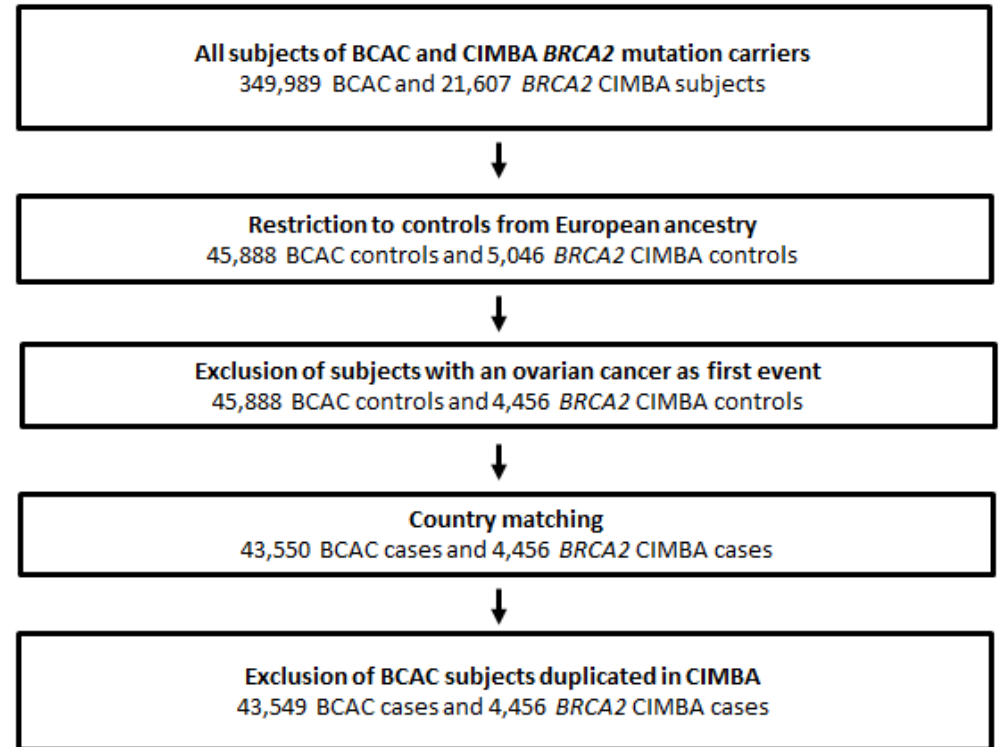 All subjects of BCAC and CIMBA BRCA2 mutation carriers
349,989 BCAC and 21,607 BRCA2 CIMBA subjects
Restriction to controls from European ancestry
45,888 BCAC controls and 5,046 BRCA2 CIMBA controls
Exclusion of subjects with an ovarian cancer as first event
45,888 BCAC controls and 4,456 BRCA2 CIMBA controls
Country matching
43,550 BCAC cases and 4,456 BRCA2 CIMBA cases
Exclusion of BCAC subjects duplicated in CIMBA
43,549 BCAC cases and 4,456 BRCA2 CIMBA cases